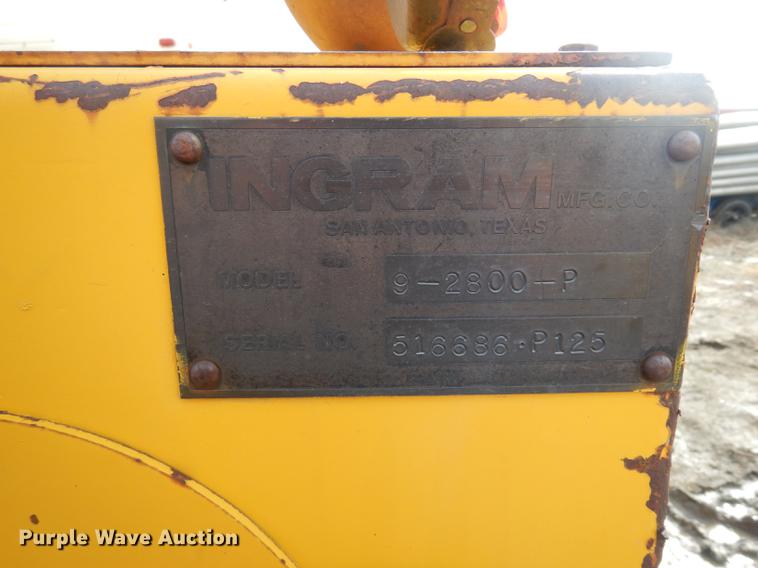 INGRAM MFG. CO.
SAN ANTONIO, TEXAS
MODEL 9-2800-P
SERIAL NO. 516686·P125
Purple Wave Auction